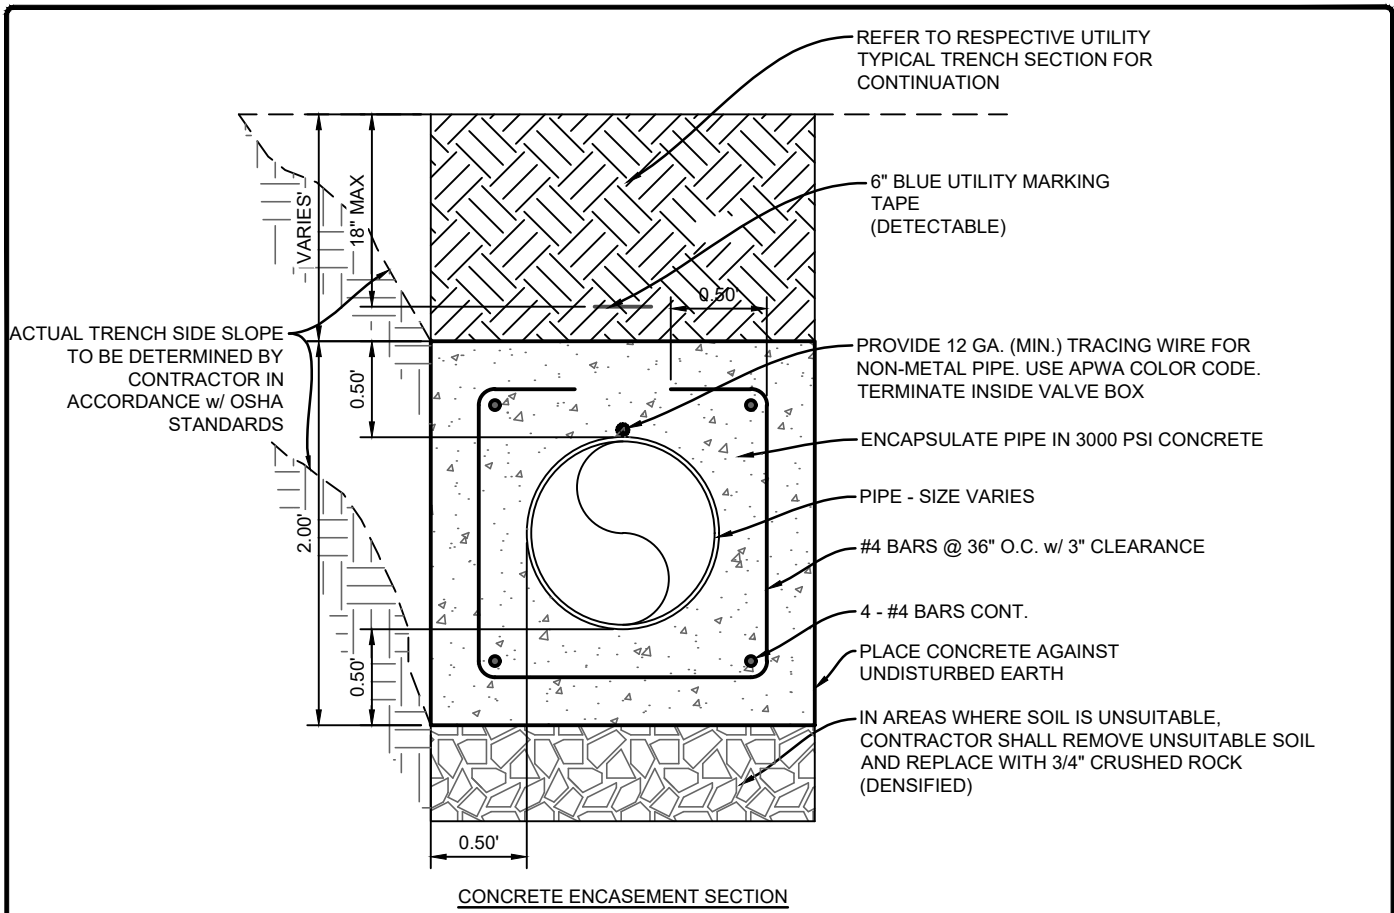 REFER TO RESPECTIVE UTILITY
TYPICAL TRENCH SECTION FOR
CONTINUATION
6" BLUE UTILITY MARKING
TAPE
(DETECTABLE)
VARIES'
18" MAX
0.50'
ACTUAL TRENCH SIDE SLOPE
TO BE DETERMINED BY
CONTRACTOR IN
ACCORDANCE w/ OSHA
STANDARDS
0.50'
PROVIDE 12 GA. (MIN.) TRACING WIRE FOR
NON-METAL PIPE. USE APWA COLOR CODE.
TERMINATE INSIDE VALVE BOX
ENCAPSULATE PIPE IN 3000 PSI CONCRETE
PIPE - SIZE VARIES
2.00'
#4 BARS @ 36" O.C. w/ 3" CLEARANCE
4 - #4 BARS CONT.
0.50'
PLACE CONCRETE AGAINST
UNDISTURBED EARTH
IN AREAS WHERE SOIL IS UNSUITABLE,
CONTRACTOR SHALL REMOVE UNSUITABLE SOIL
AND REPLACE WITH 3/4" CRUSHED ROCK
(DENSIFIED)
0.50'
CONCRETE ENCASEMENT SECTION